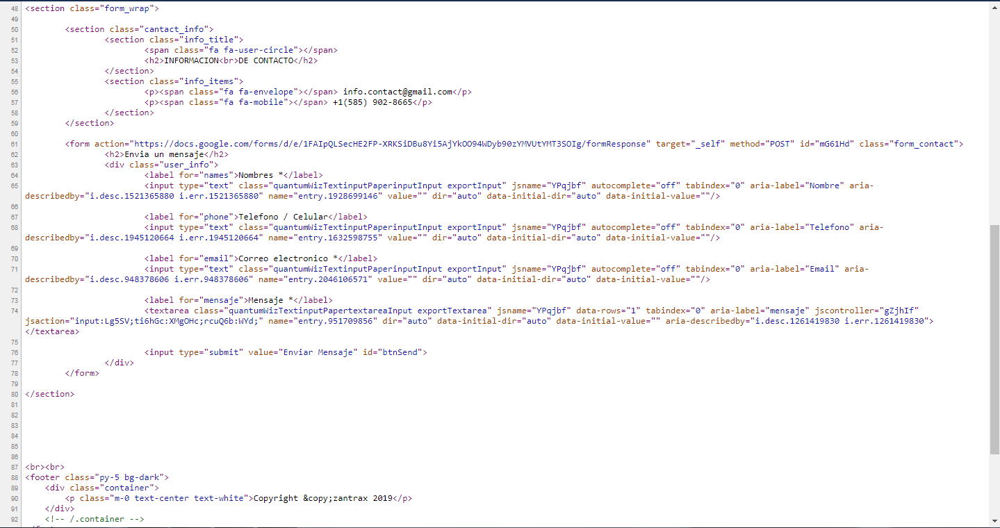 48 <section class="form_wrap">
49
50 <section class="cantact_info">
51 <section class="info_title">
52 <span class="fa fa-user-circle"></span>
53 <h2>INFORMACION<br>DE CONTACTO</h2>
54 </section>
55 <section class="info_items">
56 <p><span class="fa fa-envelope"></span> info.contact@gmail.com</p>
57 <p><span class="fa fa-mobile"></span> +1(585) 902-8665</p>
58 </section>
59 </section>
60
61 <form action="https://docs.google.com/forms/d/e/1FAIpQLSecHE2FP-XRKSiDBu8Yi5AjYkOO94WDyb90zYMVUtYMT3SOIg/formResponse" target="_self" method="POST" id="mG61Hd" class="form_contact">
62 <h2>Envia un mensaje</h2>
63 <div class="user_info">
64 <label for="names">Nombres *</label>
65 <input type="text" class="quantumWizTextinputPaperinputInput exportInput" jsname="YPqjbf" autocomplete="off" tabindex="0" aria-label="Nombre" aria-
describedby="i.desc.1521365880 i.err.1521365880" name="entry.1928699146" value="" dir="auto" data-initial-dir="auto" data-initial-value=""/>
66
67 <label for="phone">Telefono / Celular</label>
68 <input type="text" class="quantumWizTextinputPaperinputInput exportInput" jsname="YPqjbf" autocomplete="off" tabindex="0" aria-label="Telefono" aria-
describedby="i.desc.1945120664 i.err.1945120664" name="entry.1632598755" value="" dir="auto" data-initial-dir="auto" data-initial-value=""/>
69
70 <label for="email">Correo electronico *</label>
71 <input type="text" class="quantumWizTextinputPaperinputInput exportInput" jsname="YPqjbf" autocomplete="off" tabindex="0" aria-label="Email" aria-
describedby="i.desc.948378606 i.err.948378606" name="entry.2046106571" value="" dir="auto" data-initial-dir="auto" data-initial-value=""/>
72
73 <label for="mensaje">Mensaje *</label>
74 <textarea class="quantumWizTextinputPapertextareaInput exportTextarea" jsname="YPqjbf" data-rows="1" tabindex="0" aria-label="mensaje" jscontroller="gZjhIf"
jsaction="input:Lg5SV;ti6hGc:XMgOHc;rcuQ6b:WYd;" name="entry.951709856" dir="auto" data-initial-dir="auto" data-initial-value="" aria-describedby="i.desc.1261419830 i.err.1261419830">
</textarea>
75
76 <input type="submit" value="Enviar Mensaje" id="btnSend">
77 </div>
78 </form>
79
80 </section>
81
82
83
84
85
86
87 <br><br>
88 <footer class="py-5 bg-dark">
89 <div class="container">
90 <p class="m-0 text-center text-white">Copyright &copy;zantrax 2019</p>
91 </div>
92 <!-- /.container -->